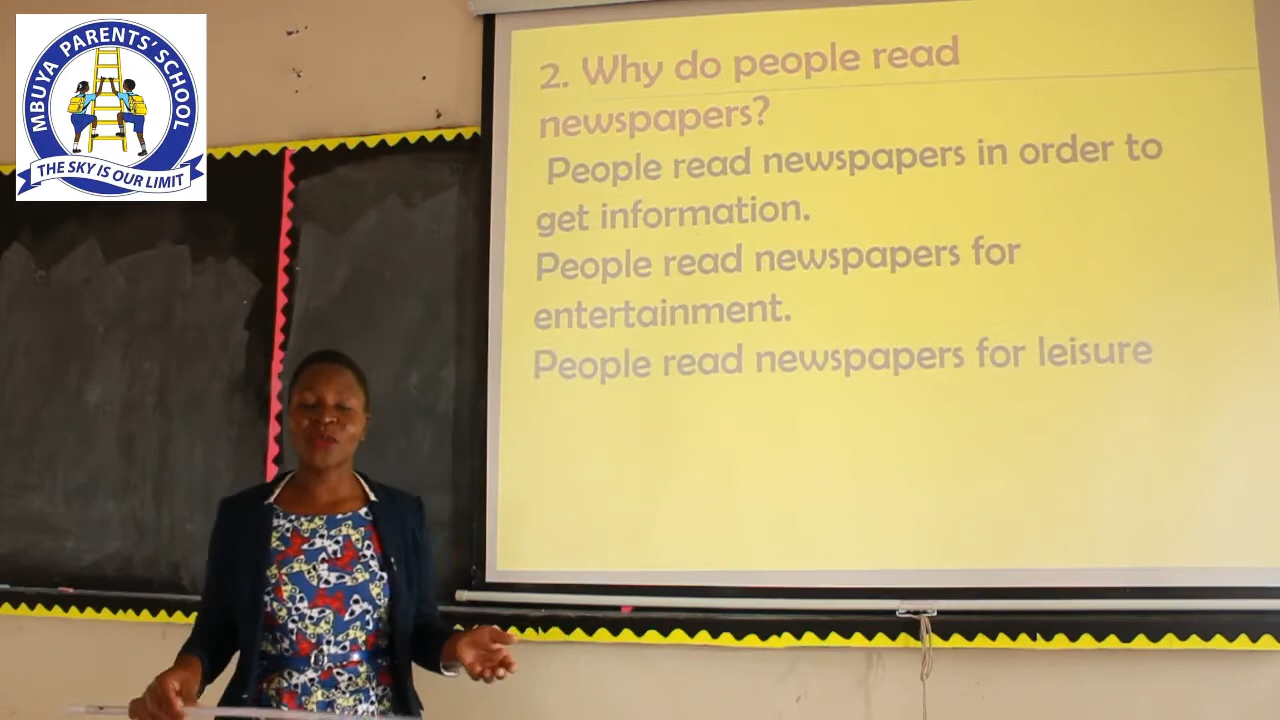 MBUYA PARENTS' SCHOOL
THE SKY IS OUR LIMIT
2. Why do people read
newspapers?
People read newspapers in order to
get information.
People read newspapers for
entertainment.
People read newspapers for leisure